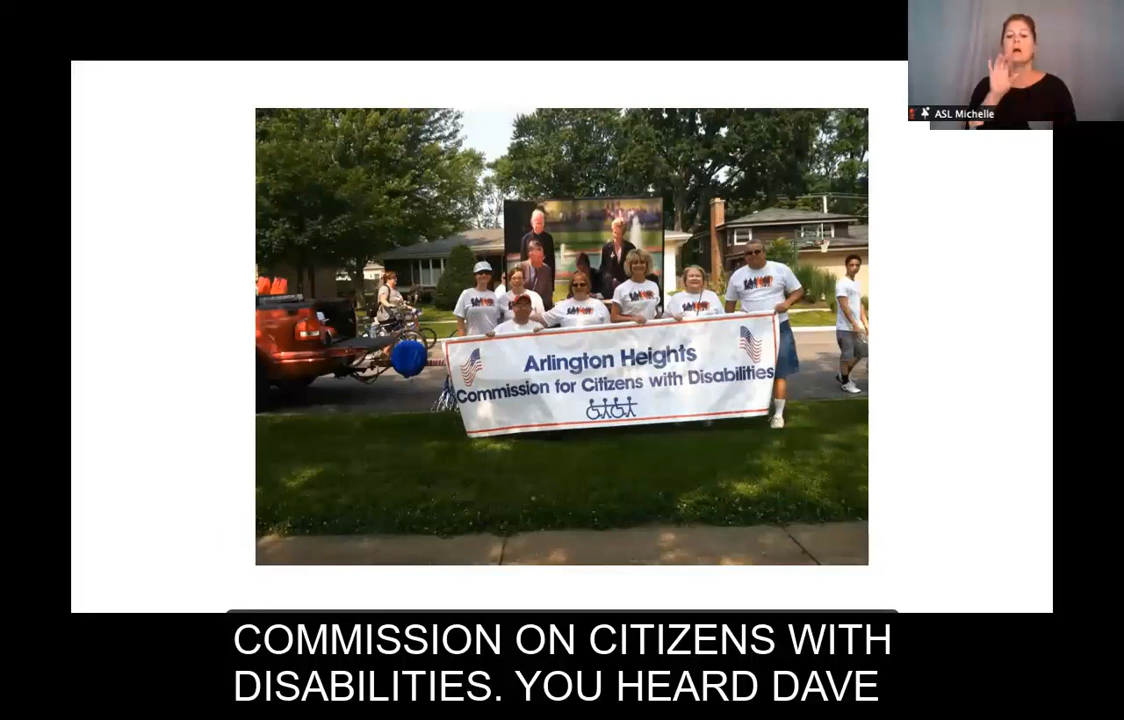 ASL Michelle
Arlington Heights
Commission for Citizens with Disabilities
COMMISSION ON CITIZENS WITH
DISABILITIES. YOU HEARD DAVE